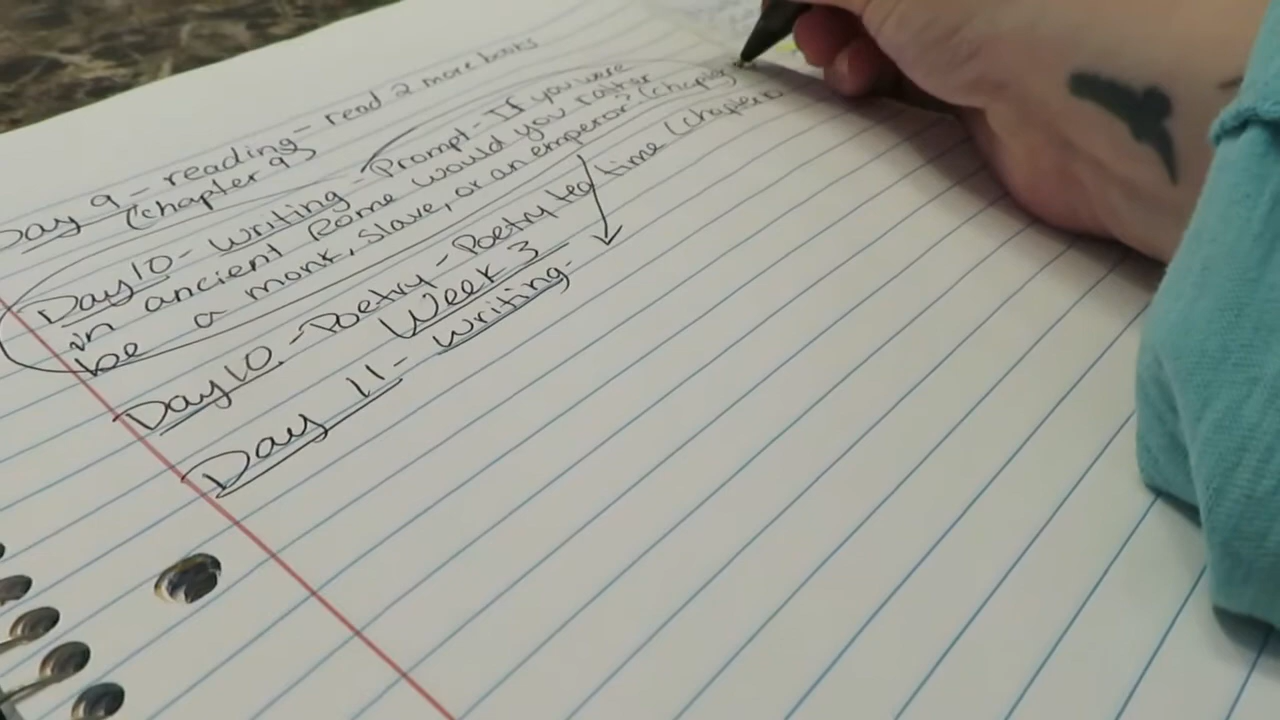 Day 9 - reading - read 2 more books
(Chapter 9)
Day 10 - Writing - Prompt - If you were
in ancient Rome would you
be a monk, slave, or an emperor? (Chapter
Day 10 - Poetry - Poetry tea time (Chapter
Week 3 -
Day 11 - Writing -